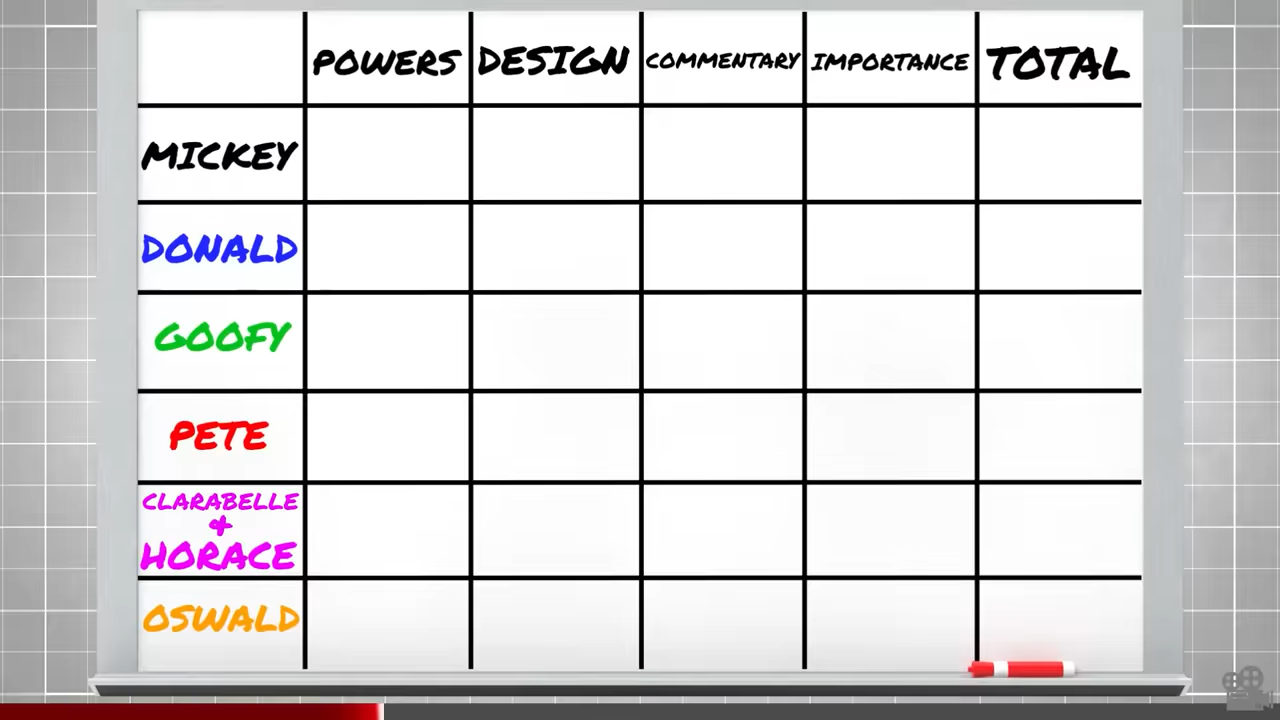 POWERS DESIGN COMMENTARY IMPORTANCE TOTAL
MICKEY
DONALD
GOOFY
PETE
CLARABELLE
&
HORACE
OSWALD